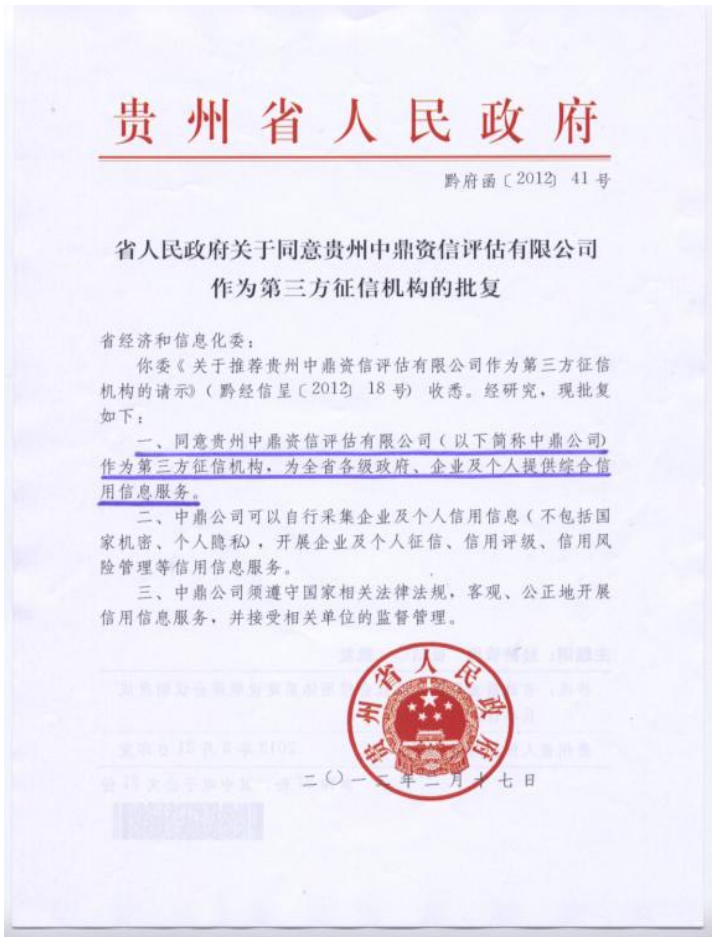 贵州省人民政府
黔府函〔2012〕41号
省人民政府关于同意贵州中鼎资信评估有限公司
作为第三方征信机构的批复
省经济和信息化委：
你委《关于推荐贵州中鼎资信评估有限公司作为第三方征信
机构的请示》（黔经信呈〔2012〕18号）收悉。经研究，现批复
如下：
一、同意贵州中鼎资信评估有限公司（以下简称中鼎公司）
作为第三方征信机构，为全省各级政府、企业及个人提供综合信
用信息服务。
二、中鼎公司可以自行采集企业及个人信用信息（不包括国
家机密、个人隐私），开展企业及个人征信、信用评级、信用风
险管理等信用信息服务。
三、中鼎公司须遵守国家相关法律法规，客观、公正地开展
信用信息服务，并接受相关单位的监督管理。
贵州省人民政府
二〇一二年二月十七日